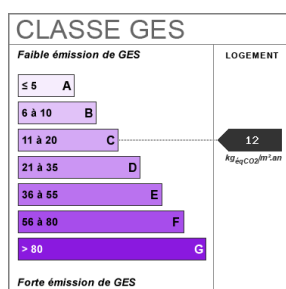 CLASSE GES
Faible émission de GES
LOGEMENT
≤ 5 A
6 à 10 B
11 à 20 C
12
kgéqCO2/m².an
21 à 35 D
36 à 55 E
56 à 80 F
> 80 G
Forte émission de GES